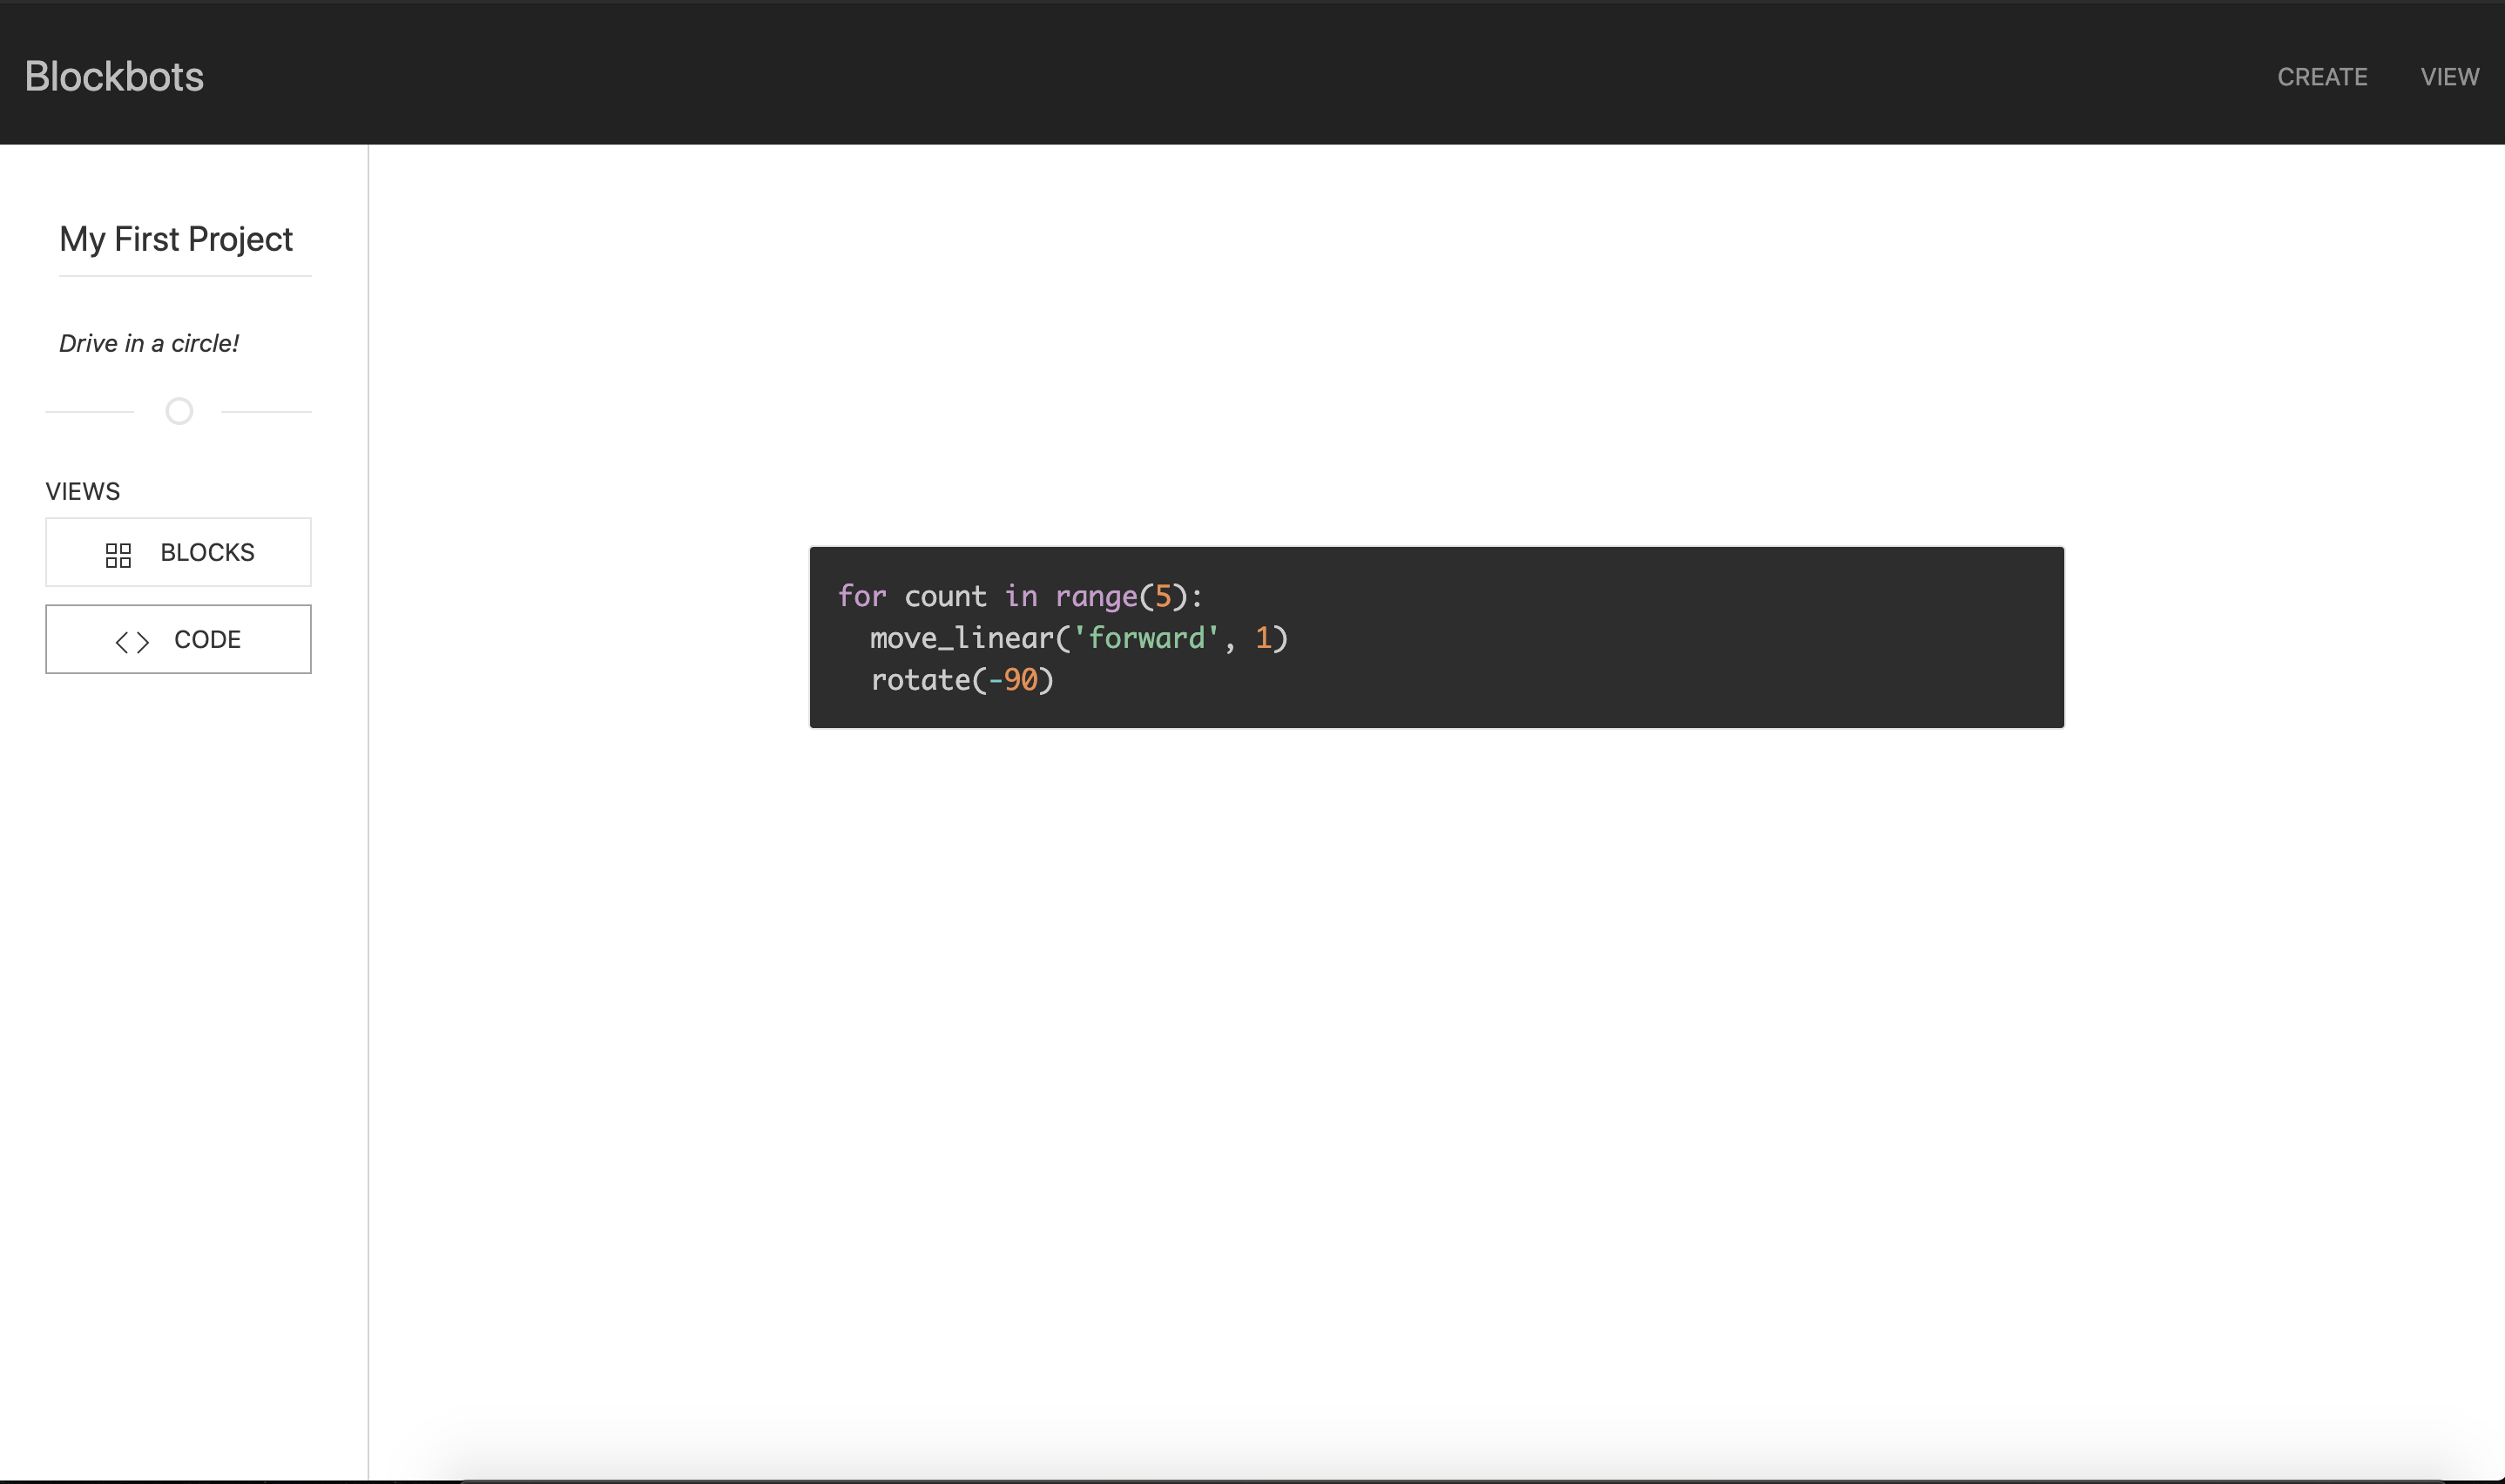 Blockbots
CREATE
VIEW
My First Project
Drive in a circle!
VIEWS
BLOCKS
CODE
for count in range(5):
  move_linear('forward', 1)
  rotate(-90)